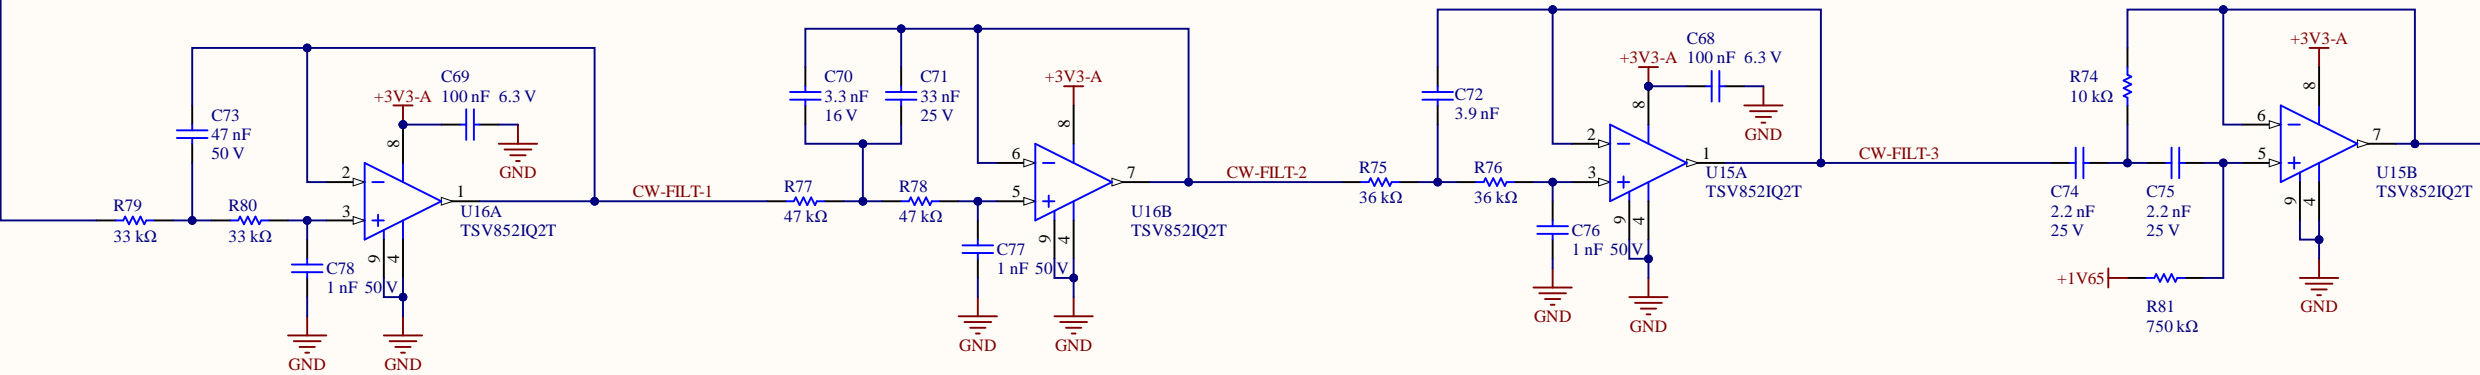 C73
47 nF
50 V
+3V3-A
C69
100 nF 6.3 V
GND
8
2
3
1
9
4
R79
33 kΩ
R80
33 kΩ
U16A
TSV852IQ2T
C78
1 nF 50 V
GND
GND
CW-FILT-1
C70
3.3 nF
16 V
C71
33 nF
25 V
+3V3-A
8
6
5
7
9
4
R77
47 kΩ
R78
47 kΩ
U16B
TSV852IQ2T
C77
1 nF 50 V
GND
GND
CW-FILT-2
C72
3.9 nF
+3V3-A
C68
100 nF 6.3 V
GND
8
2
3
1
9
4
R75
36 kΩ
R76
36 kΩ
U15A
TSV852IQ2T
C76
1 nF 50 V
GND
GND
CW-FILT-3
R74
10 kΩ
+3V3-A
8
6
5
7
9
4
C74
2.2 nF
25 V
C75
2.2 nF
25 V
U15B
TSV852IQ2T
+1V65
R81
750 kΩ
GND